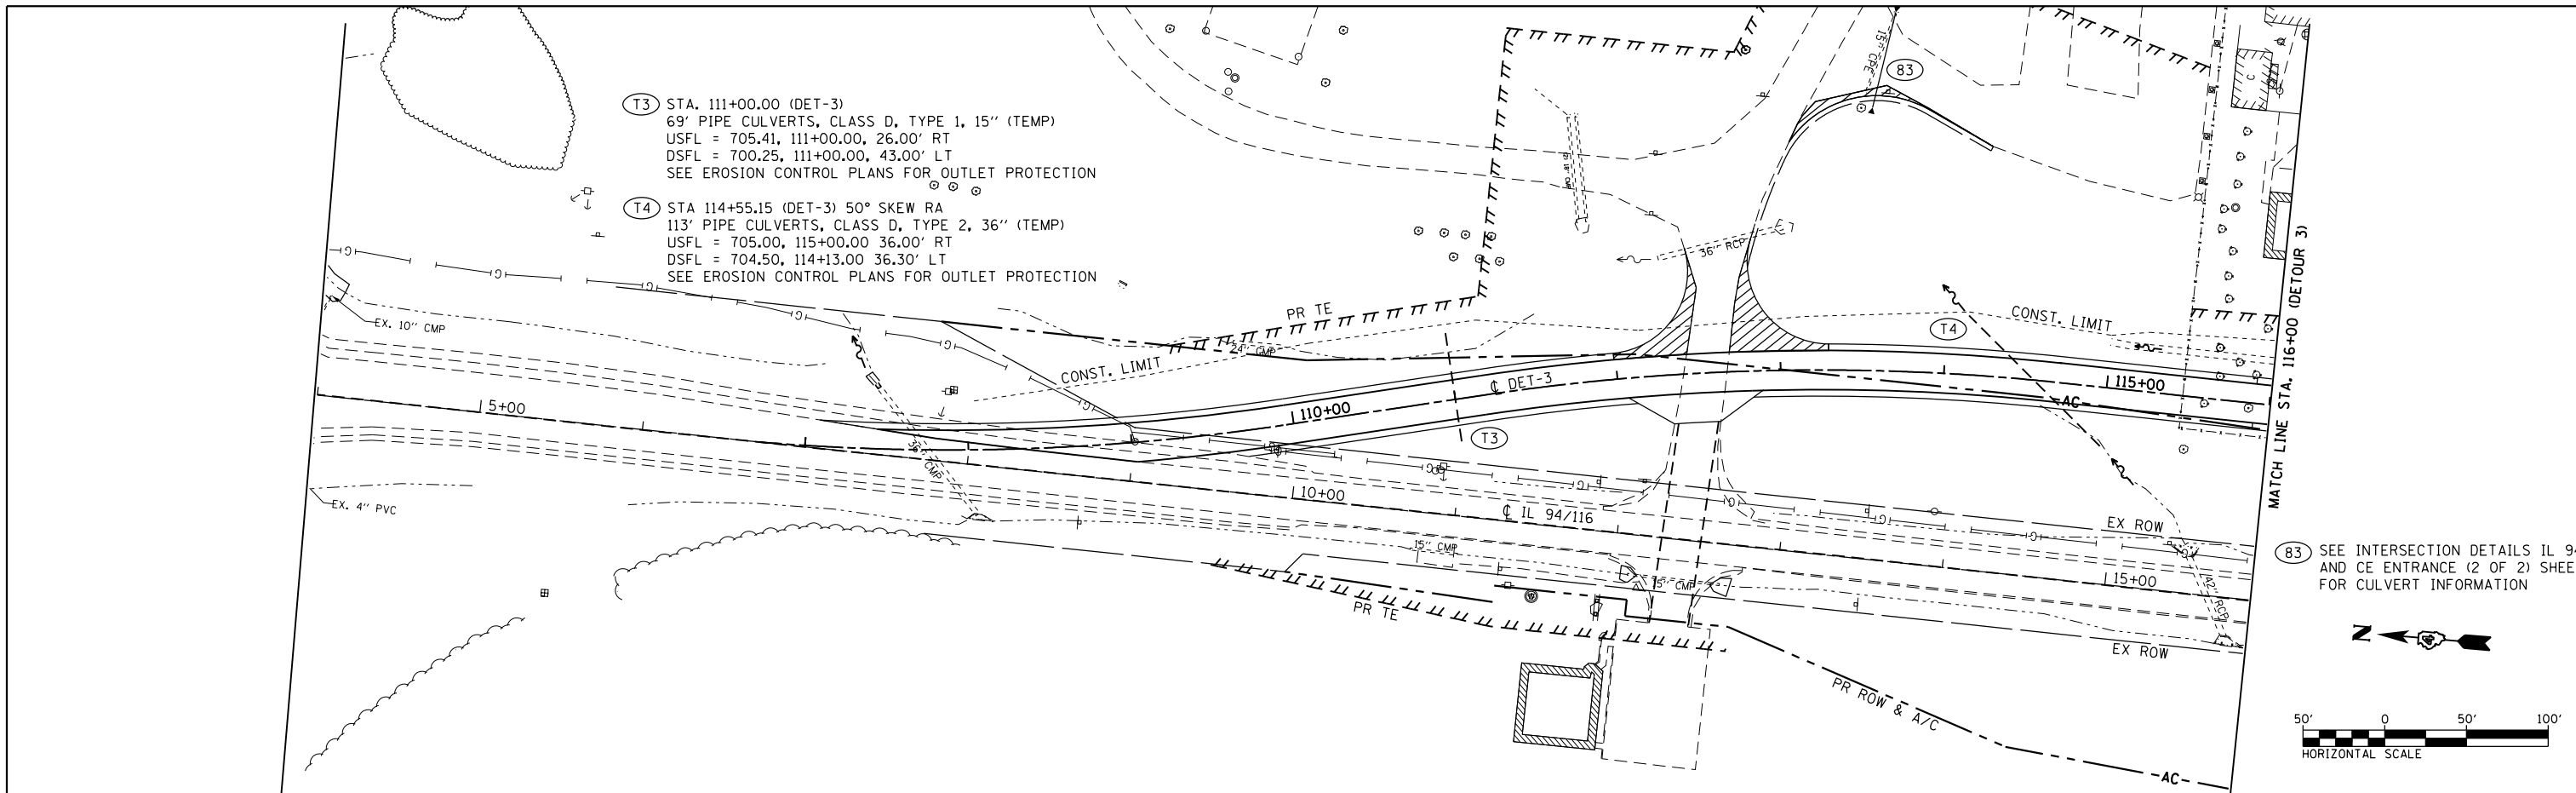 T3 STA. 111+00.00 (DET-3)
69' PIPE CULVERTS, CLASS D, TYPE 1, 15'' (TEMP)
USFL = 705.41, 111+00.00, 26.00' RT
DSFL = 700.25, 111+00.00, 43.00' LT
SEE EROSION CONTROL PLANS FOR OUTLET PROTECTION
T4 STA 114+55.15 (DET-3) 50° SKEW RA
113' PIPE CULVERTS, CLASS D, TYPE 2, 36'' (TEMP)
USFL = 705.00, 115+00.00 36.00' RT
DSFL = 704.50, 114+13.00 36.30' LT
SEE EROSION CONTROL PLANS FOR OUTLET PROTECTION
15'' CPE
83
C
18'' CMP
36'' RCP
PR TE
24'' CMP
CONST. LIMIT
CONST. LIMIT
T4
EX. 10'' CMP
5+00
36'' CMP
110+00
℄ DET-3
T3
115+00
AC
MATCH LINE STA. 116+00 (DETOUR 3)
EX. 4'' PVC
10+00
℄ IL 94/116
15'' CMP
15'' CMP
15+00
EX ROW
42'' RCP
EX ROW
PR TE
PR ROW & A/C
AC
83 SEE INTERSECTION DETAILS IL 9
AND CE ENTRANCE (2 OF 2) SHEE
FOR CULVERT INFORMATION
N
50' 0 50' 100'
HORIZONTAL SCALE